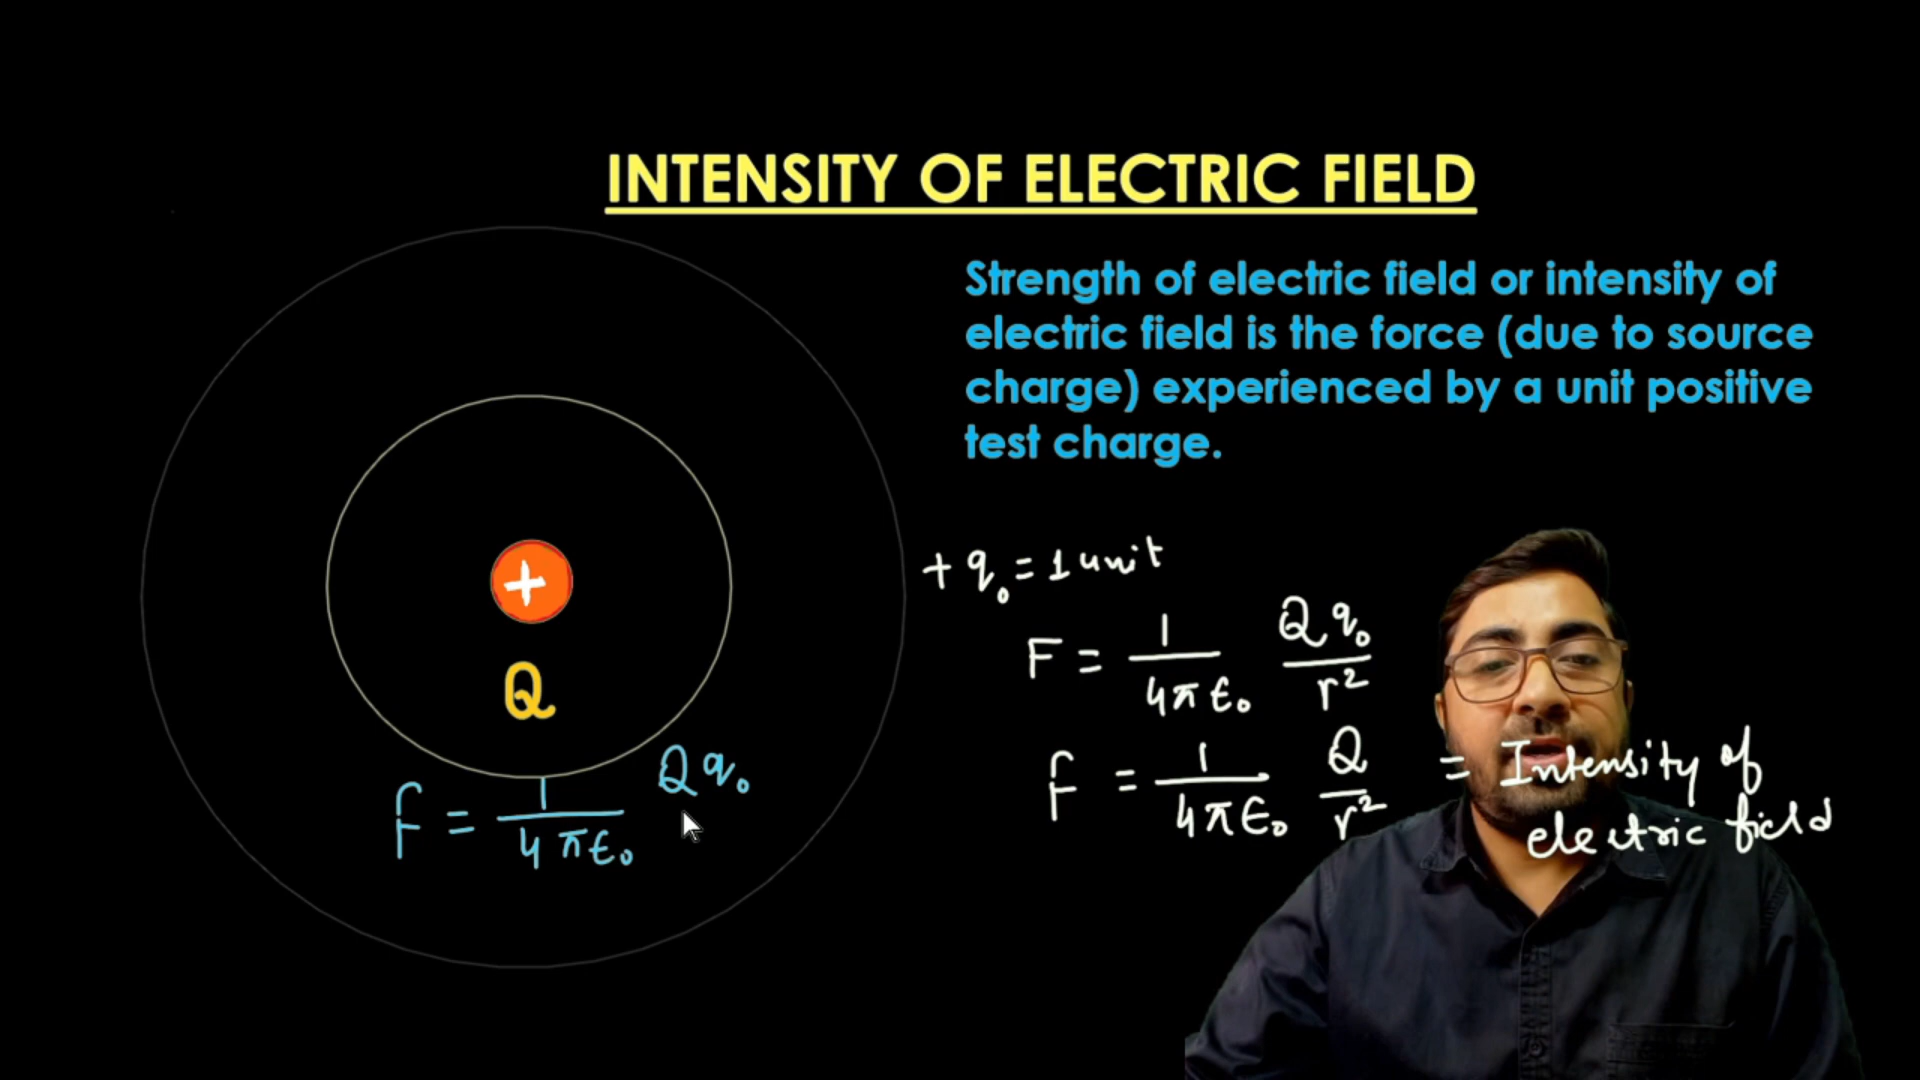 INTENSITY OF ELECTRIC FIELD
Strength of electric field or intensity of
electric field is the force (due to source
charge) experienced by a unit positive
test charge.
+ q₀ = 1 unit
F = 1/4πε₀ Qq₀/r²
F = 1/4πε₀ Q/r² = Intensity of
electric field
+
Q
F = 1/4πε₀ Qq₀